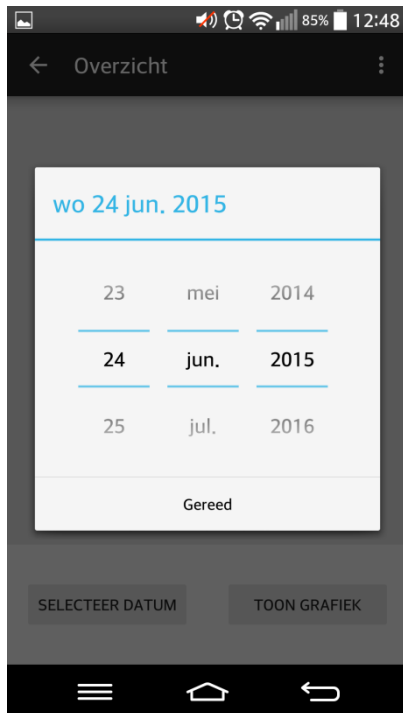 85% 12:48
Overzicht
wo 24 jun. 2015
23 mei 2014
24 jun. 2015
25 jul. 2016
Gereed
SELECTEER DATUM TOON GRAFIEK